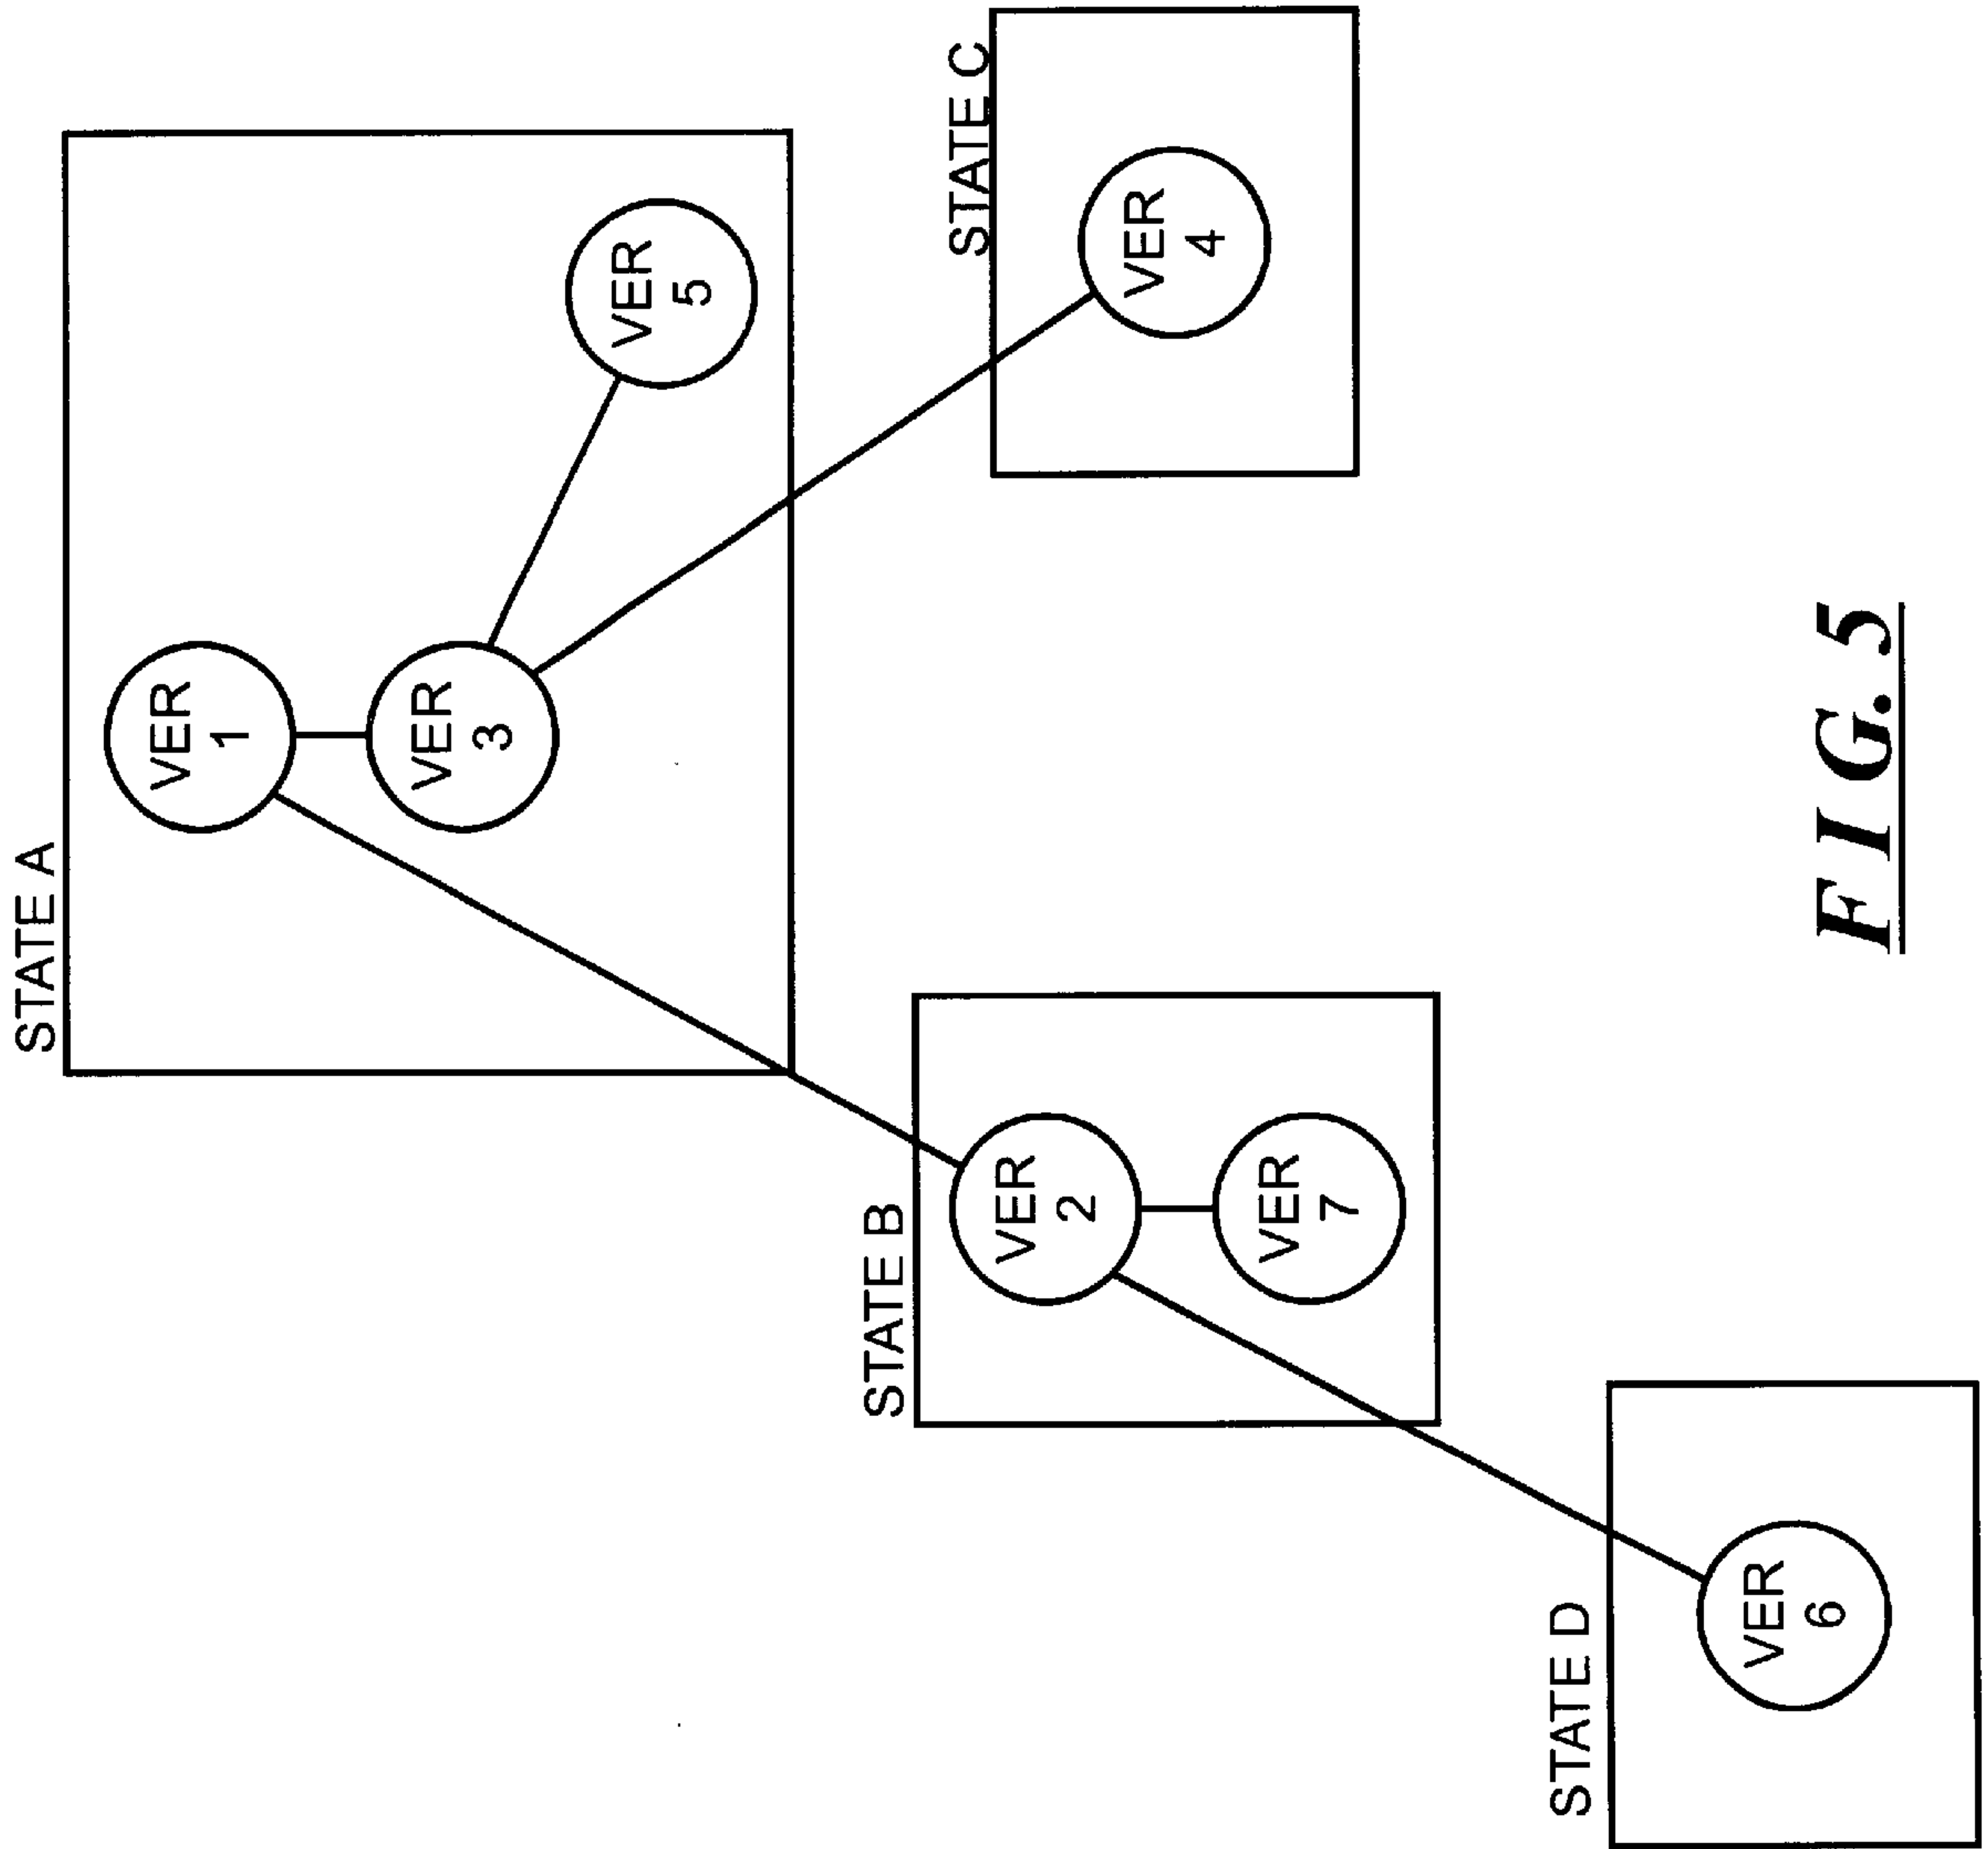 STATE A
VER
1
VER
3
VER
5
STATE B
VER
2
VER
7
STATE C
VER
4
STATE D
VER
6
FIG. 5